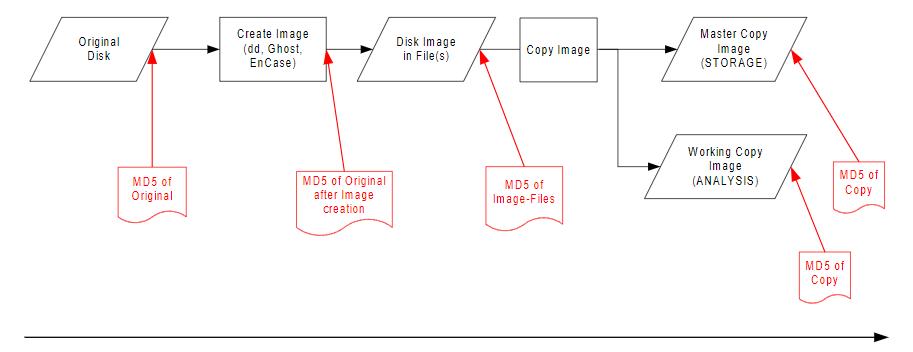 Original
Disk
Create Image
(dd, Ghost,
EnCase)
Disk Image
in File(s)
Copy Image
Master Copy
Image
(STORAGE)
Working Copy
Image
(ANALYSIS)
MD5 of
Original
MD5 of Original
after Image
creation
MD5 of
Image-Files
MD5 of
Copy
MD5 of
Copy